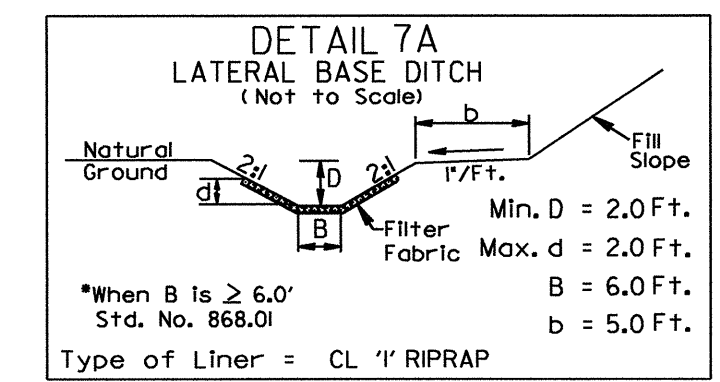 DETAIL 7A
LATERAL BASE DITCH
(Not to Scale)
b
Natural
Ground
2:1
2:1
D
d
1"/Ft.
Fill
Slope
B
Filter
Fabric
Min. D = 2.0 Ft.
Max. d = 2.0 Ft.
B = 6.0 Ft.
b = 5.0 Ft.
*When B is ≥ 6.0'
Std. No. 868.01
Type of Liner = CL 'I' RIPRAP